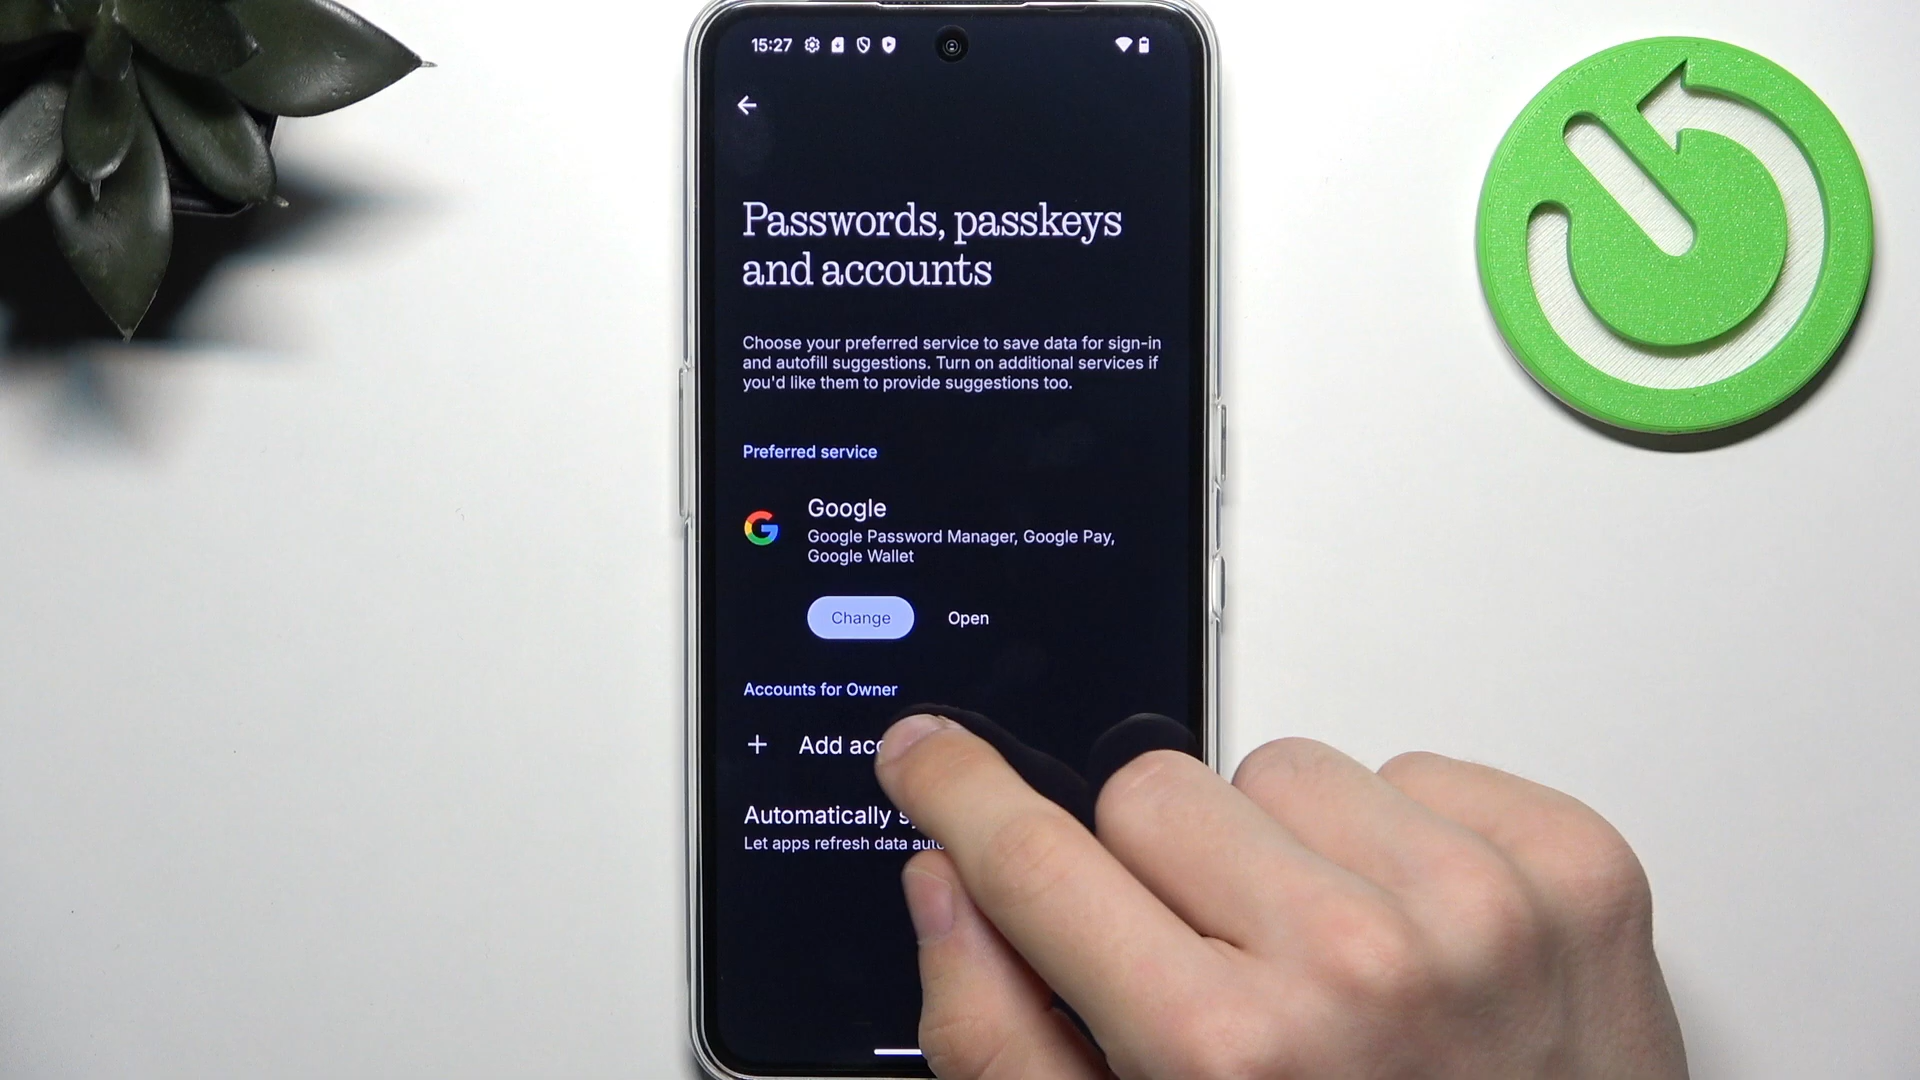 15:27
Passwords, passkeys
and accounts
Choose your preferred service to save data for sign-in
and autofill suggestions. Turn on additional services if
you'd like them to provide suggestions too.
Preferred service
Google
Google Password Manager, Google Pay,
Google Wallet
Change
Open
Accounts for Owner
Add
Automatically
Let apps refresh data